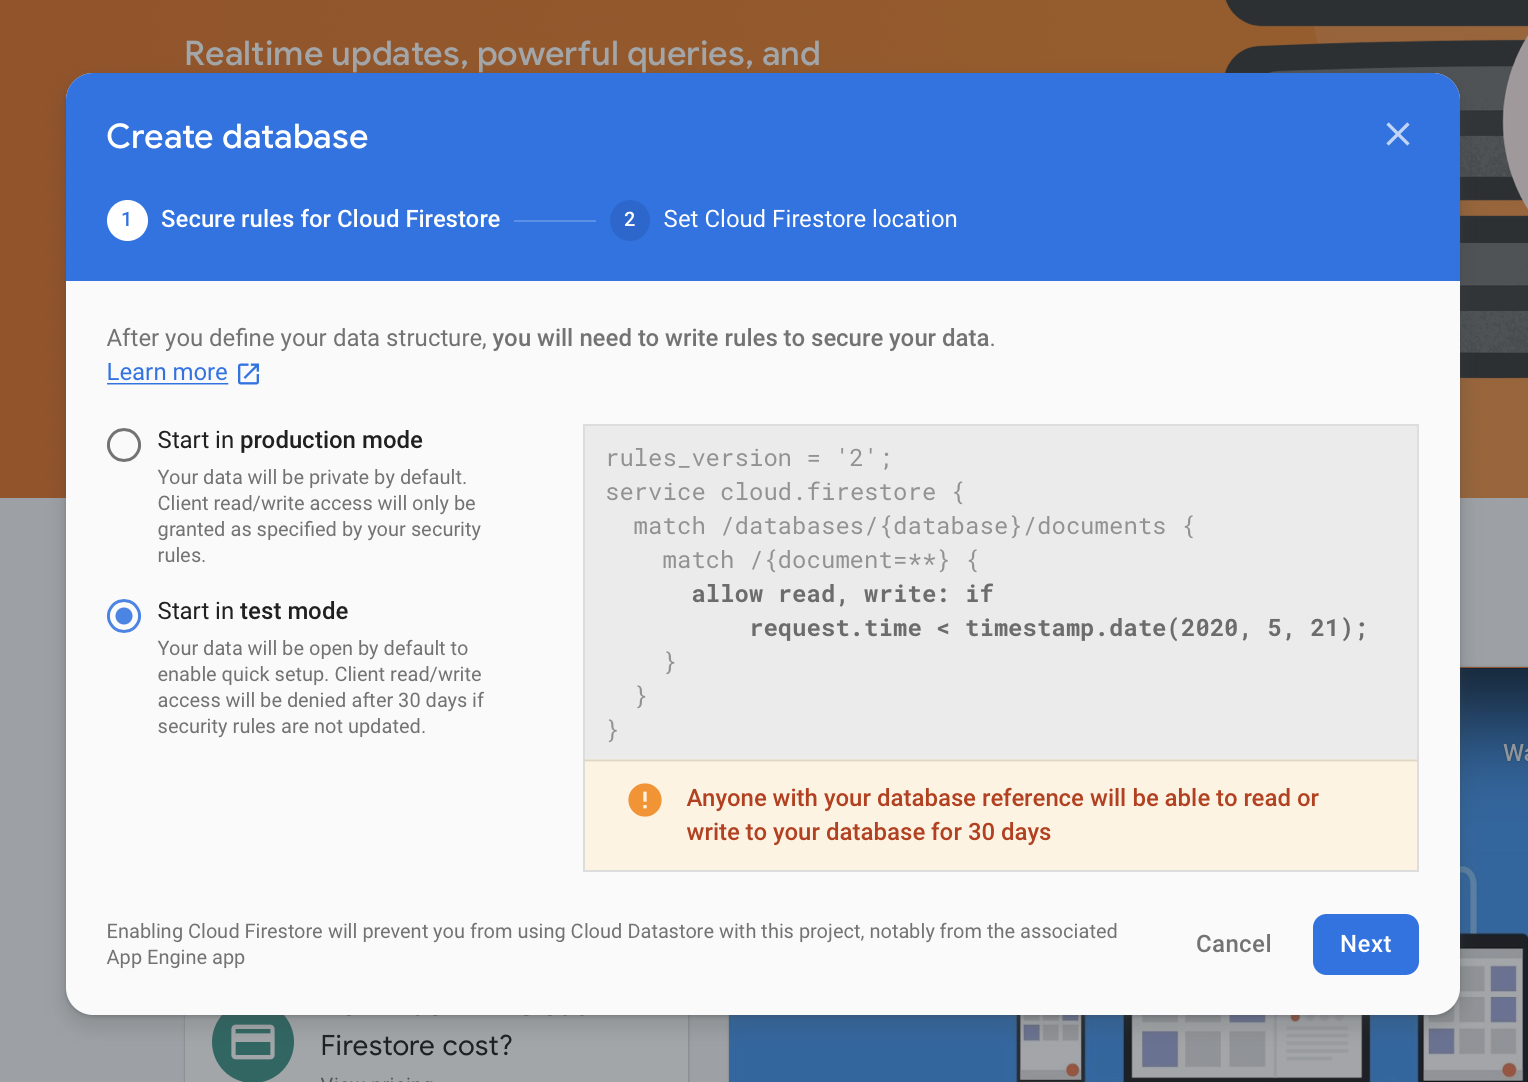 Realtime updates, powerful queries, and
Create database
1 Secure rules for Cloud Firestore 2 Set Cloud Firestore location
After you define your data structure, you will need to write rules to secure your data.
Learn more
Start in production mode
Your data will be private by default.
Client read/write access will only be
granted as specified by your security
rules.
Start in test mode
Your data will be open by default to
enable quick setup. Client read/write
access will be denied after 30 days if
security rules are not updated.
rules_version = '2';
service cloud.firestore {
match /databases/{database}/documents {
match /{document=**} {
allow read, write: if
request.time < timestamp.date(2020, 5, 21);
}
}
}
Anyone with your database reference will be able to read or
write to your database for 30 days
Enabling Cloud Firestore will prevent you from using Cloud Datastore with this project, notably from the associated
App Engine app
Cancel
Next
Firestore cost?